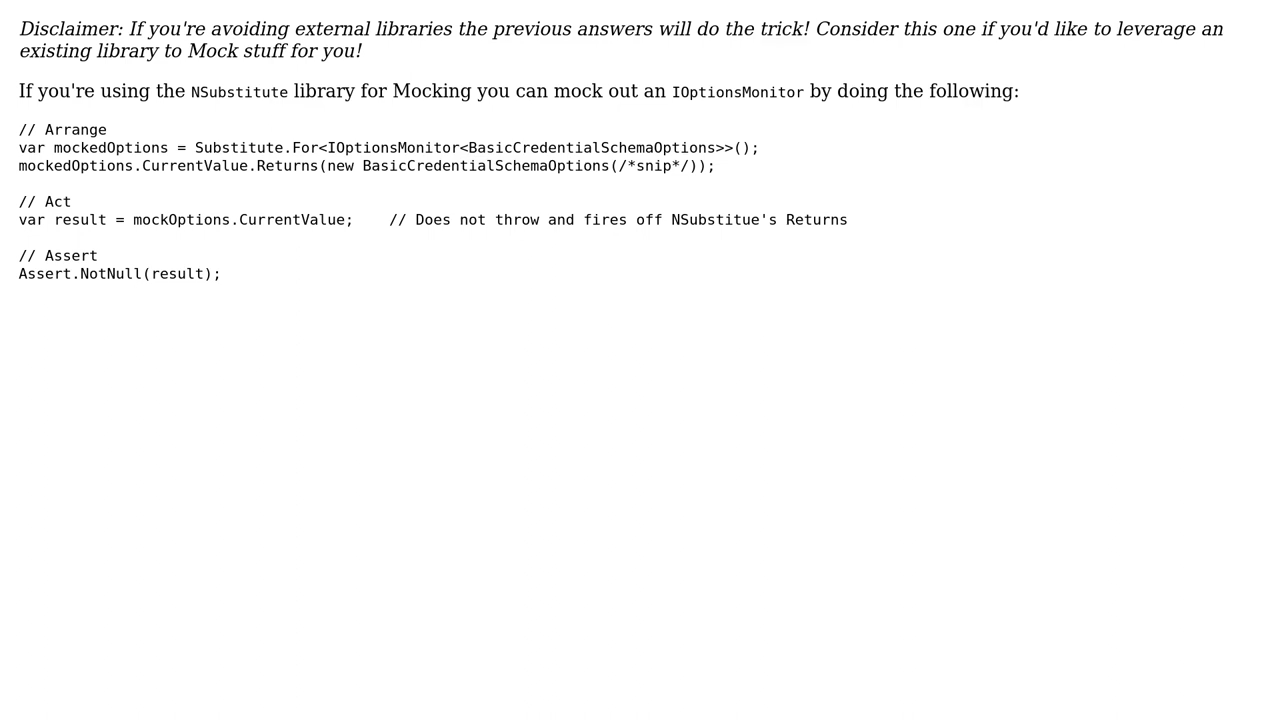 Disclaimer: If you're avoiding external libraries the previous answers will do the trick! Consider this one if you'd like to leverage an
existing library to Mock stuff for you!
If you're using the NSubstitute library for Mocking you can mock out an IOptionsMonitor by doing the following:
// Arrange
var mockedOptions = Substitute.For<IOptionsMonitor<BasicCredentialSchemaOptions>>();
mockedOptions.CurrentValue.Returns(new BasicCredentialSchemaOptions(/*snip*/));
// Act
var result = mockOptions.CurrentValue;    // Does not throw and fires off NSubstitue's Returns
// Assert
Assert.NotNull(result);